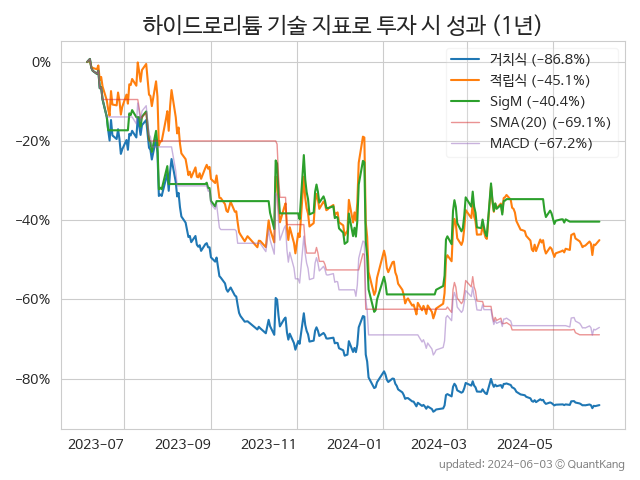 하이드로리튬 기술 지표로 투자 시 성과 (1년)
거치식 (−86.8%)
적립식 (−45.1%)
SigM (−40.4%)
SMA(20) (−69.1%)
MACD (−67.2%)
0%
−20%
−40%
−60%
−80%
2023−07 2023−09 2023−11 2024−01 2024−03 2024−05
updated: 2024−06−03 © QuantKang